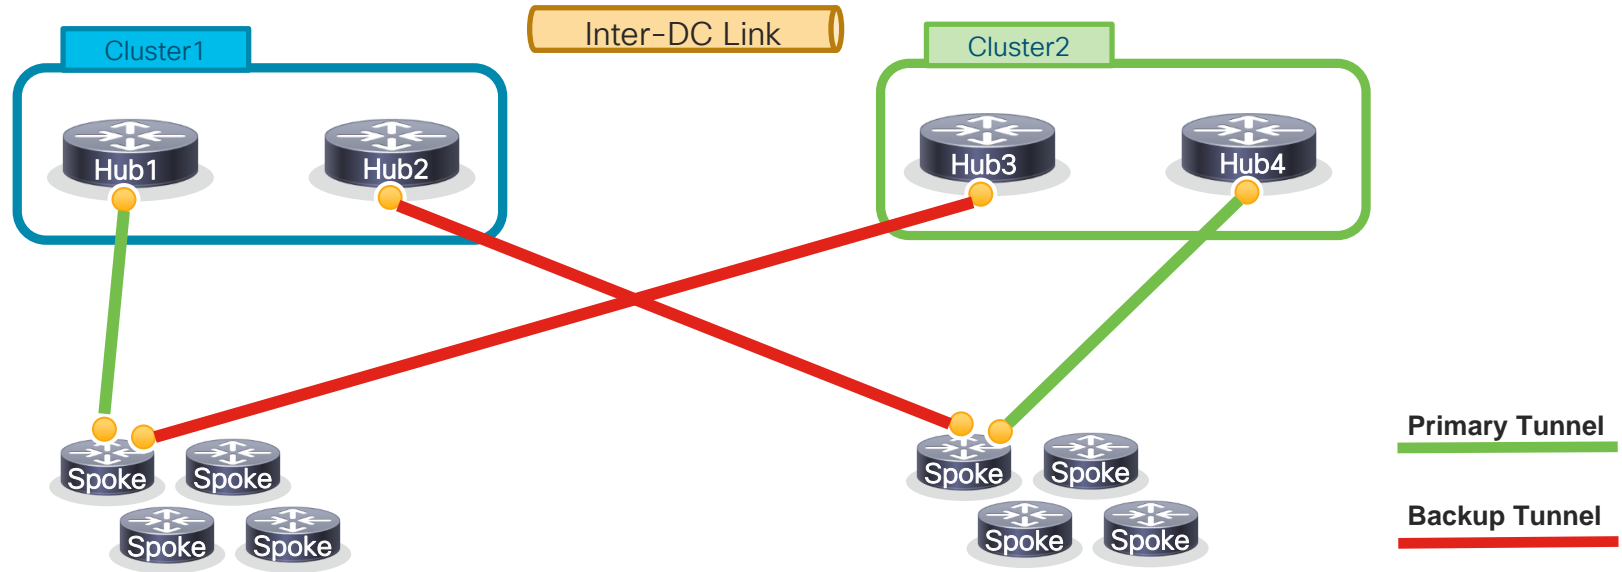 Inter-DC Link
Cluster1
Cluster2
Hub1
Hub2
Hub3
Hub4
Primary Tunnel
Spoke
Spoke
Spoke
Spoke
Backup Tunnel
Spoke
Spoke
Spoke
Spoke